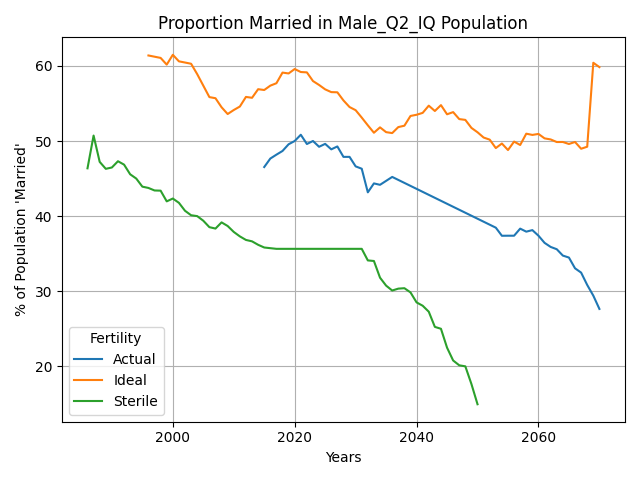 Proportion Married in Male_Q2_IQ Population
% of Population 'Married'
60
50
40
30
20
Fertility
Actual
Ideal
Sterile
2000
2020
2040
2060
Years